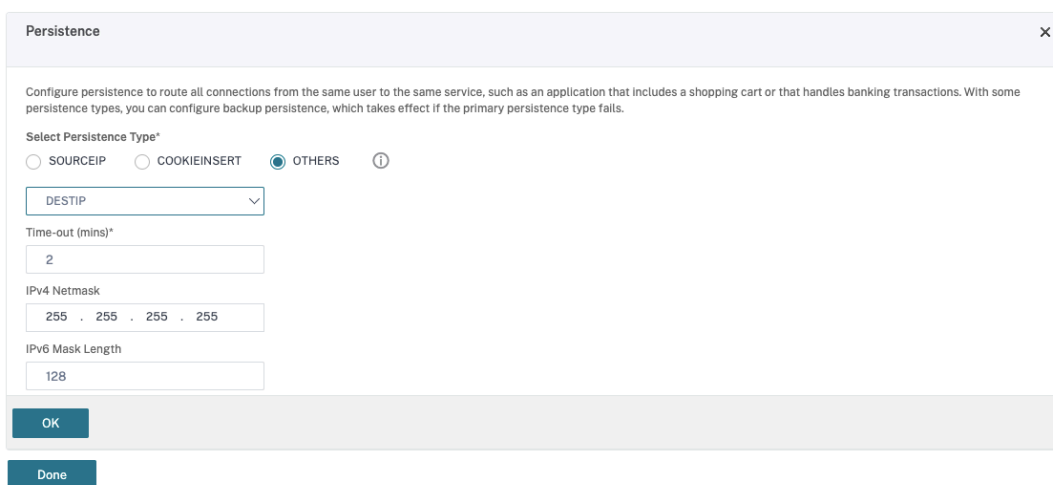 Persistence
Configure persistence to route all connections from the same user to the same service, such as an application that includes a shopping cart or that handles banking transactions. With some
persistence types, you can configure backup persistence, which takes effect if the primary persistence type fails.
Select Persistence Type*
SOURCEIP COOKIEINSERT OTHERS
DESTIP
Time-out (mins)*
2
IPv4 Netmask
255 . 255 . 255 . 255
IPv6 Mask Length
128
OK
Done